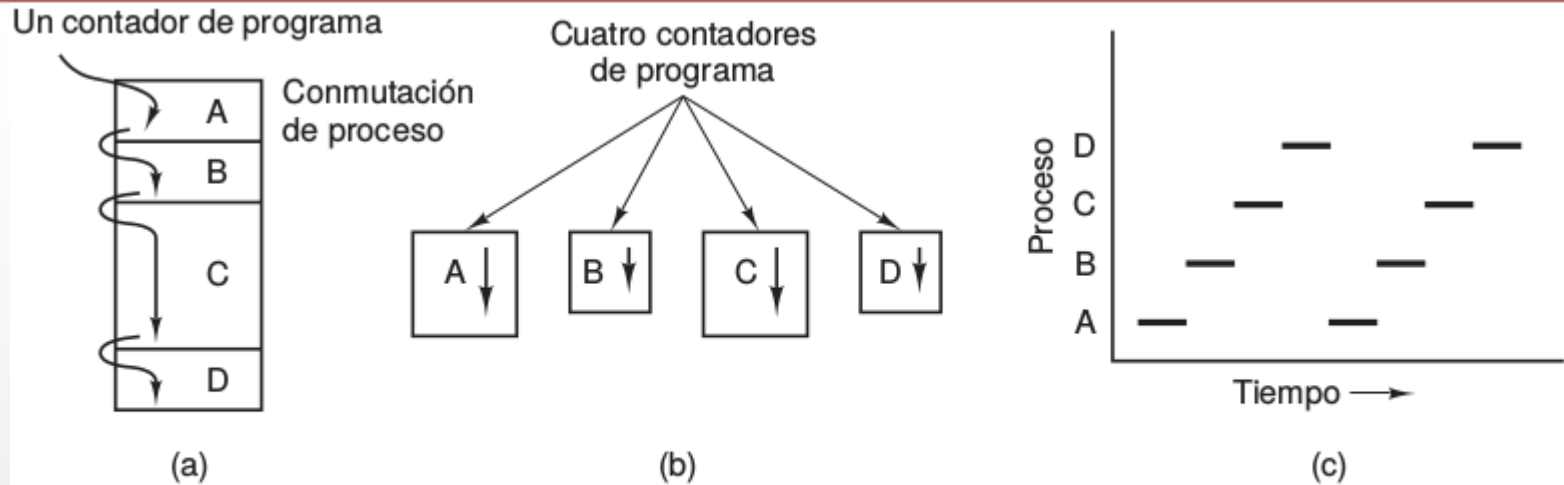 Un contador de programa
A
B
C
D
Conmutación
de proceso
(a)
Cuatro contadores
de programa
A
B
C
D
(b)
Proceso
D
C
B
A
Tiempo
(c)